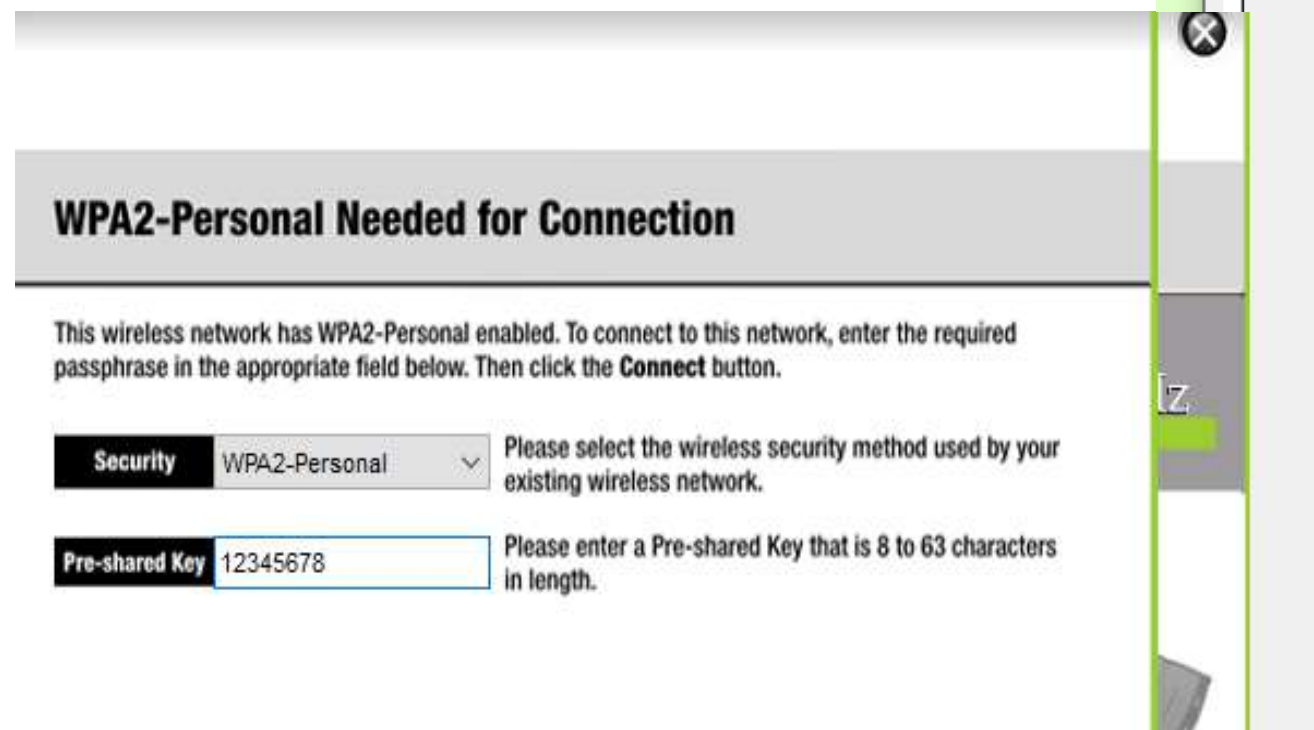 WPA2-Personal Needed for Connection
This wireless network has WPA2-Personal enabled. To connect to this network, enter the required
passphrase in the appropriate field below. Then click the Connect button.
Security WPA2-Personal Please select the wireless security method used by your
existing wireless network.
Pre-shared Key 12345678 Please enter a Pre-shared Key that is 8 to 63 characters
in length.